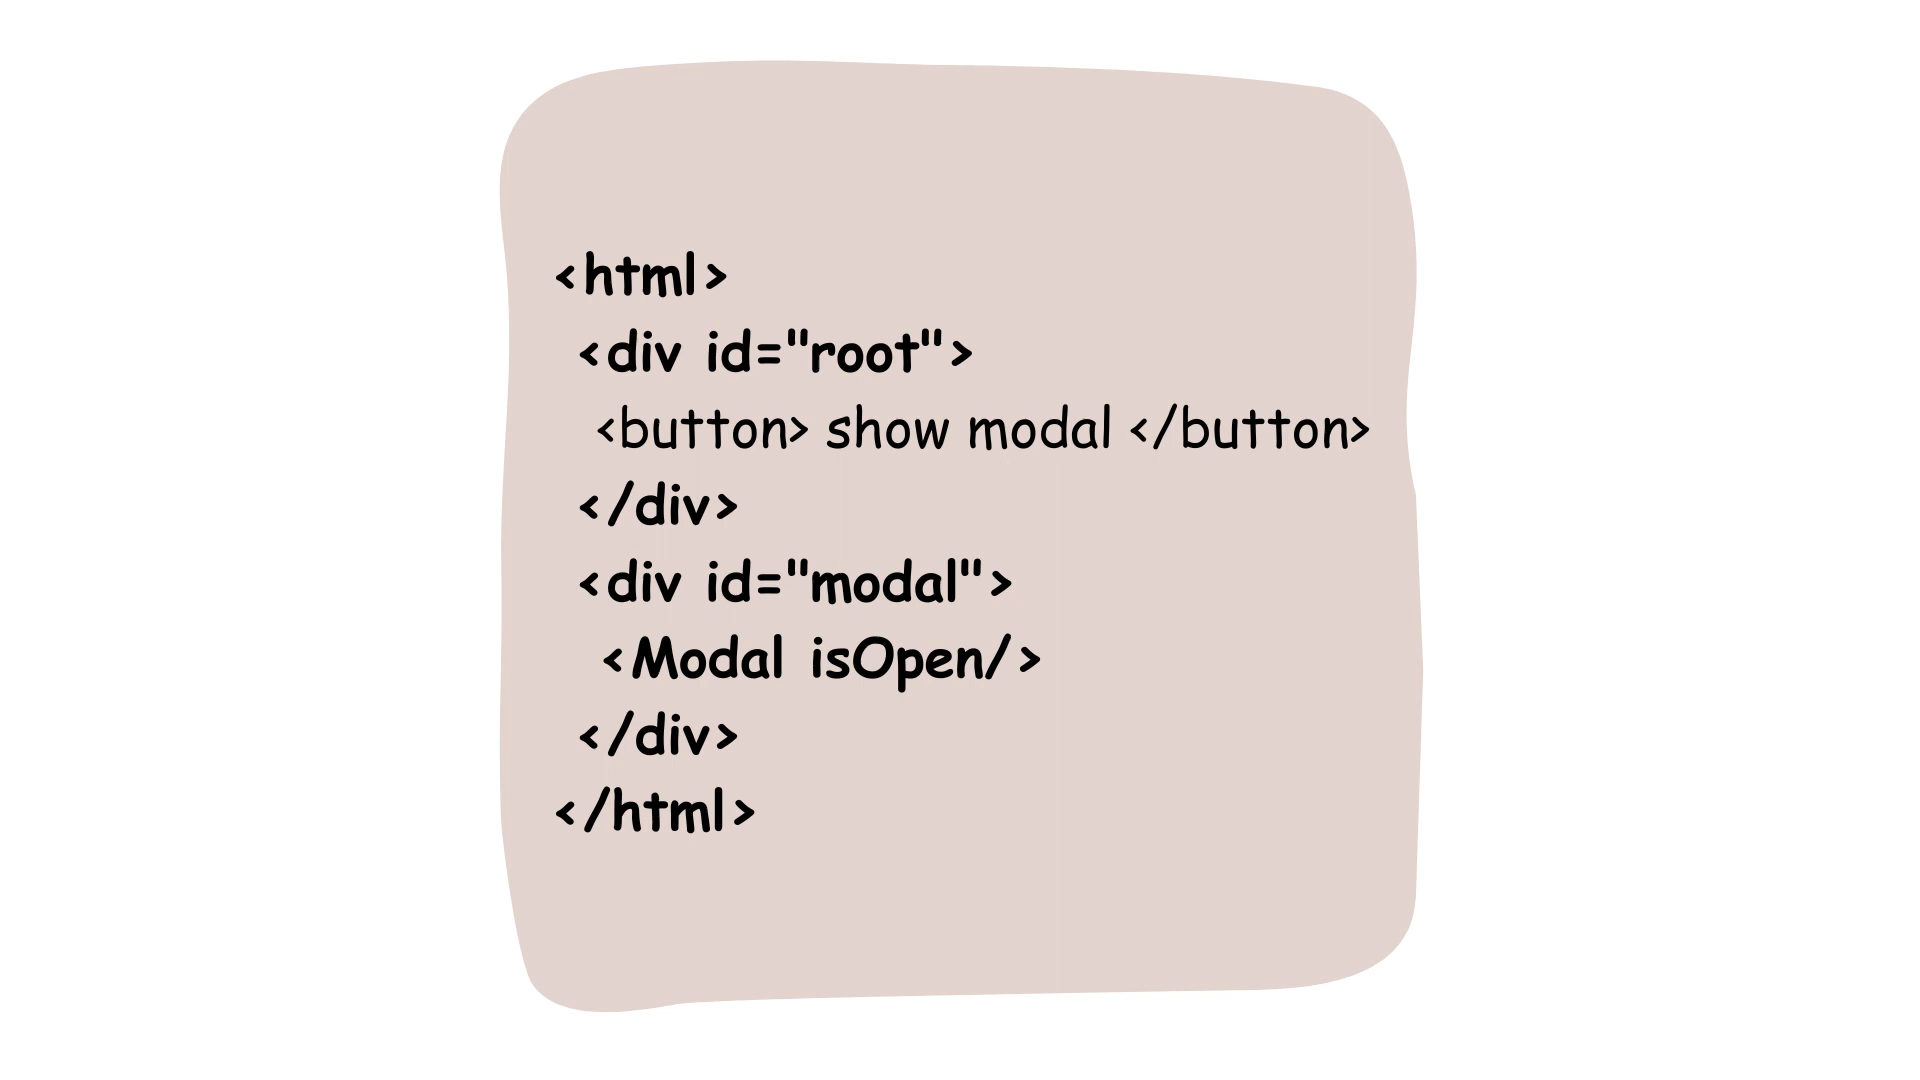 <html>
<div id="root">
<button> show modal </button>
</div>
<div id="modal">
<Modal isOpen/>
</div>
</html>